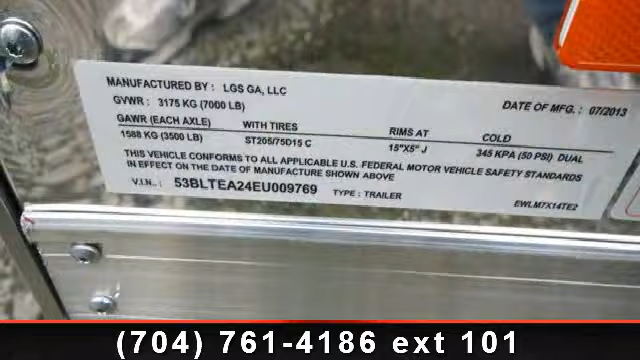 MANUFACTURED BY : LGS GA, LLC
GVWR : 3175 KG (7000 LB) DATE OF MFG. : 07/2013
GAWR (EACH AXLE) WITH TIRES RIMS AT COLD
1588 KG (3500 LB) ST205/75D15 C 15"X5" J 345 KPA (50 PSI) DUAL
THIS VEHICLE CONFORMS TO ALL APPLICABLE U.S. FEDERAL MOTOR VEHICLE SAFETY STANDARDS
IN EFFECT ON THE DATE OF MANUFACTURE SHOWN ABOVE
V.I.N.: 53BLTEA24EU009769 TYPE : TRAILER EWLM7X14TE2
(704) 761-4186 ext 101